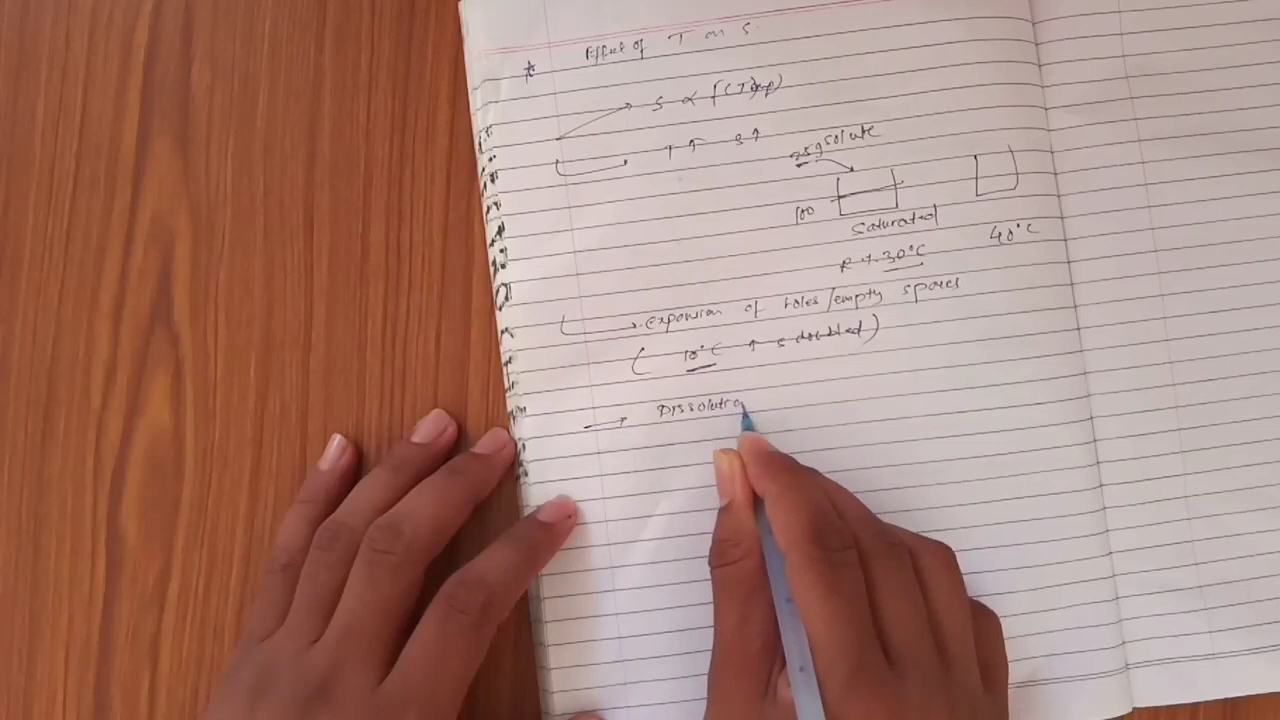 * Effect of T on S.
S ∝ f(Temp)
T ↑ S ↑
25g solute
100
Saturated
R T 30°C
40°C
Expansion of holes/empty spaces
( 10°C ↑ S doubled )
→ Dissolutio